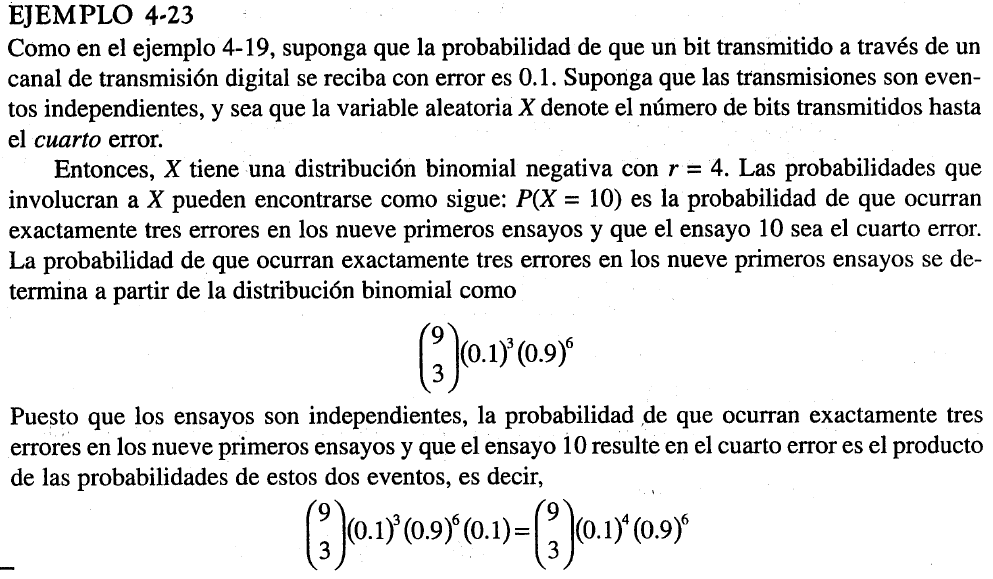 EJEMPLO 4-23
Como en el ejemplo 4-19, suponga que la probabilidad de que un bit transmitido a través de un
canal de transmisión digital se reciba con error es 0.1. Suponga que las transmisiones son even-
tos independientes, y sea que la variable aleatoria X denote el número de bits transmitidos hasta
el cuarto error.
Entonces, X tiene una distribución binomial negativa con r = 4. Las probabilidades que
involucran a X pueden encontrarse como sigue: P(X = 10) es la probabilidad de que ocurran
exactamente tres errores en los nueve primeros ensayos y que el ensayo 10 sea el cuarto error.
La probabilidad de que ocurran exactamente tres errores en los nueve primeros ensayos se de-
termina a partir de la distribución binomial como
(9 3)(0.1)³(0.9)⁶
Puesto que los ensayos son independientes, la probabilidad de que ocurran exactamente tres
errores en los nueve primeros ensayos y que el ensayo 10 resulte en el cuarto error es el producto
de las probabilidades de estos dos eventos, es decir,
(9 3)(0.1)³(0.9)⁶(0.1)=(9 3)(0.1)⁴(0.9)⁶